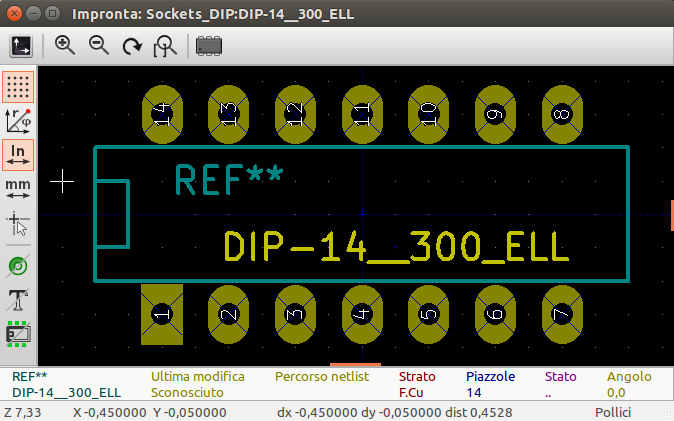 Impronta: Sockets_DIP:DIP-14__300_ELL
14 13 12 11 10 9 8
In
mm
REF**
DIP-14__300_ELL
1 2 3 4 5 6 7
REF** Ultima modifica Percorso netlist Strato Piazzole Stato Angolo
DIP-14__300_ELL Sconosciuto F.Cu 14 .. 0,0
Z 7,33 X -0,450000 Y -0,050000 dx -0,450000 dy -0,050000 dist 0,4528 Pollici